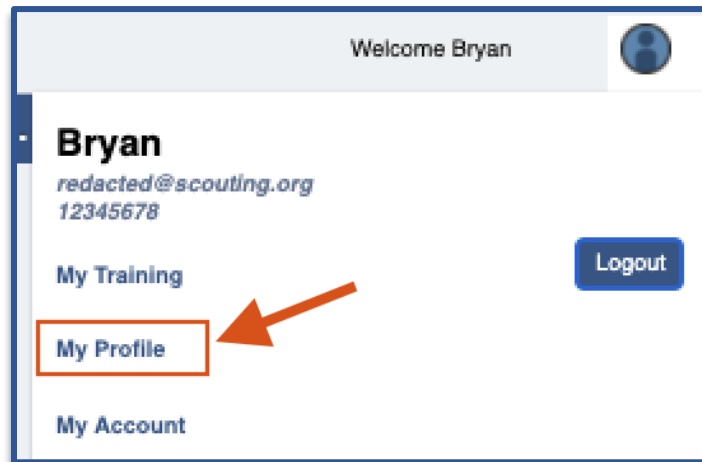 Welcome Bryan
Bryan
redacted@scouting.org
12345678
Logout
My Training
My Profile
My Account